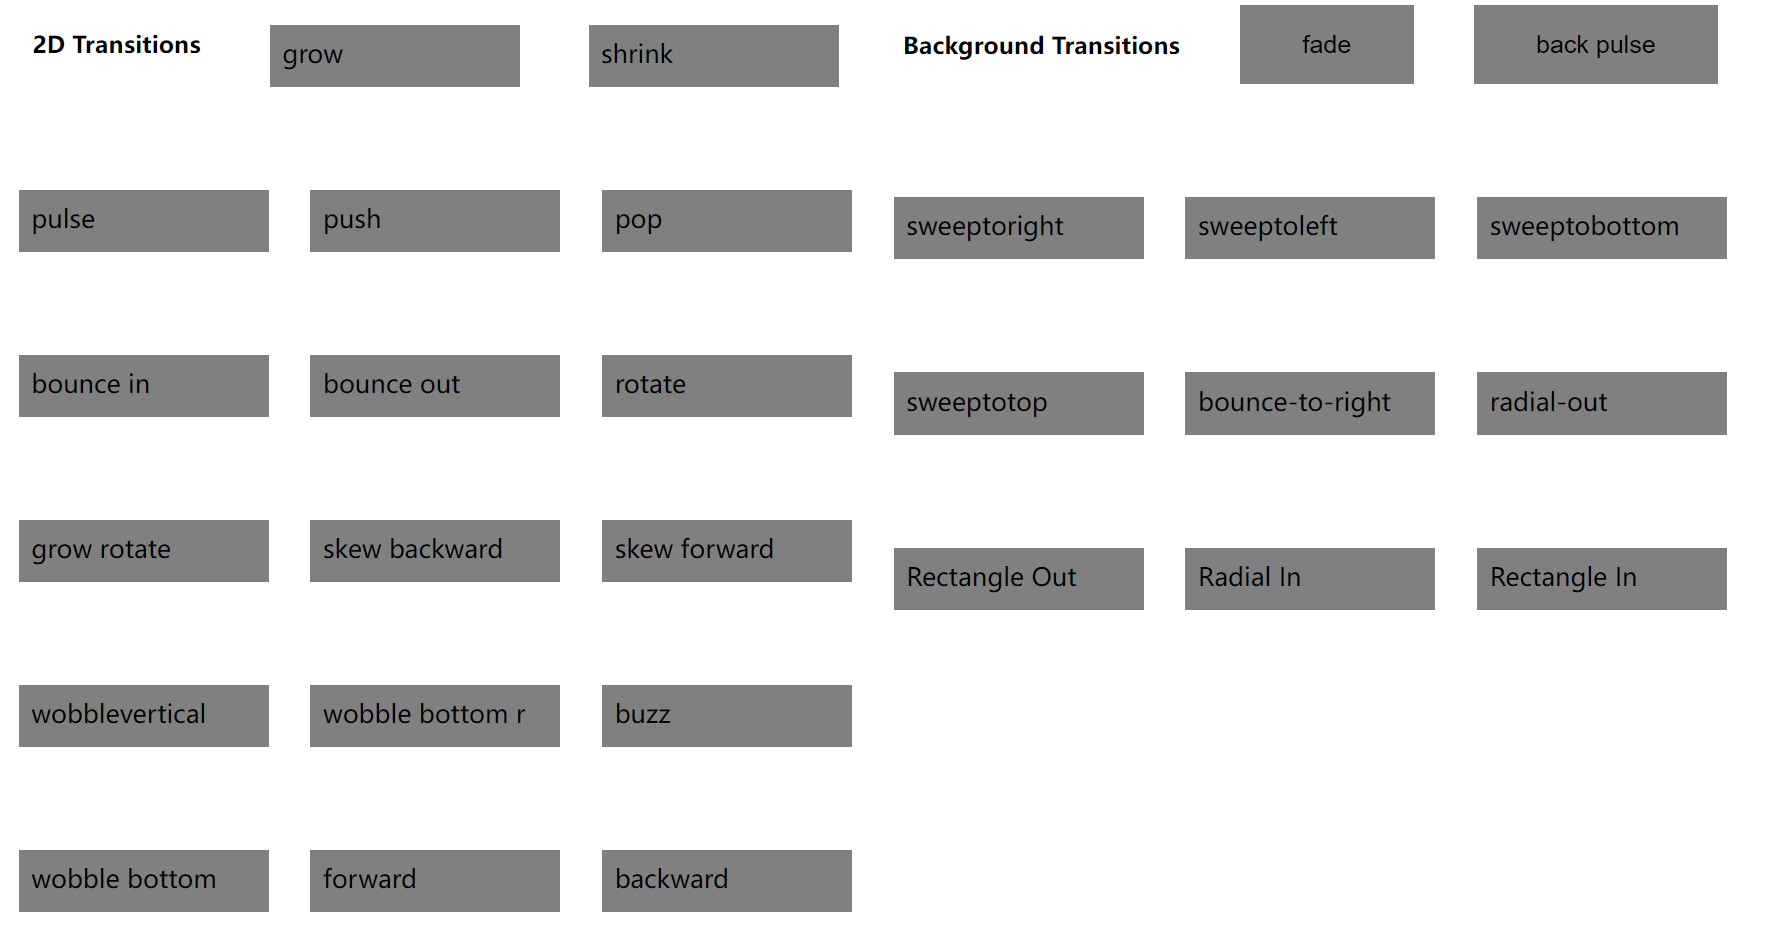 2D Transitions
grow
shrink
pulse
push
pop
bounce in
bounce out
rotate
grow rotate
skew backward
skew forward
wobblevertical
wobble bottom r
buzz
wobble bottom
forward
backward
Background Transitions
fade
back pulse
sweeptoright
sweeptoleft
sweeptobottom
sweeptotop
bounce-to-right
radial-out
Rectangle Out
Radial In
Rectangle In